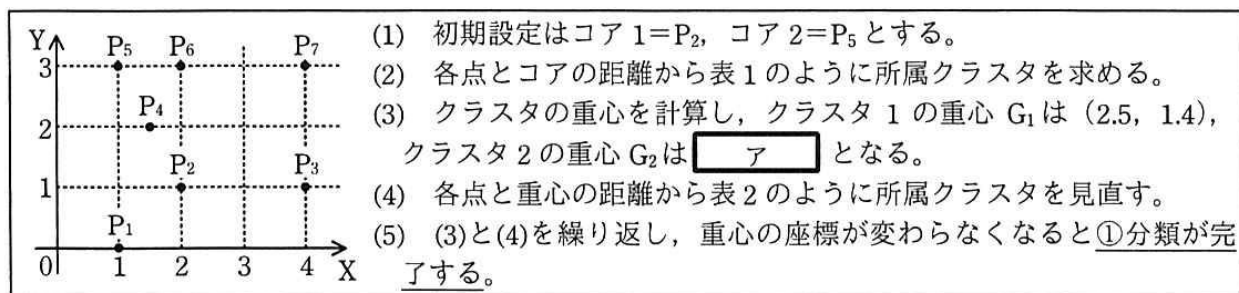 Y
3
2
1
0
1
2
3
4
X
P₅
P₆
P₇
P₄
P₂
P₃
P₁
(1) 初期設定はコア 1=P₂，コア 2=P₅とする。
(2) 各点とコアの距離から表1のように所属クラスタを求める。
(3) クラスタの重心を計算し，クラスタ 1 の重心 G₁は（2.5，1.4），
クラスタ 2 の重心 G₂は ア となる。
(4) 各点と重心の距離から表2のように所属クラスタを見直す。
(5) (3)と(4)を繰り返し，重心の座標が変わらなくなると①分類が完
了する。